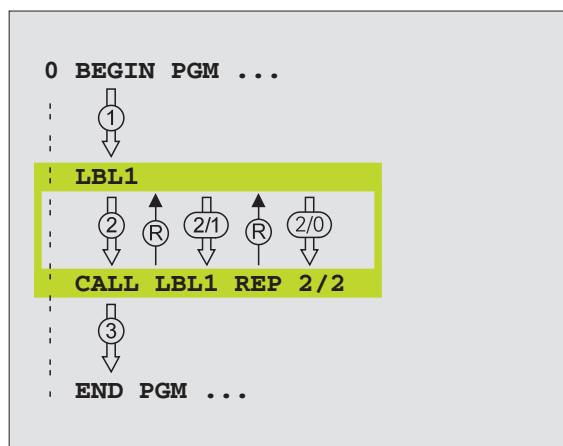 0 BEGIN PGM ...
1
LBL1
2 R 2/1 R 2/0
CALL LBL1 REP 2/2
3
END PGM ...